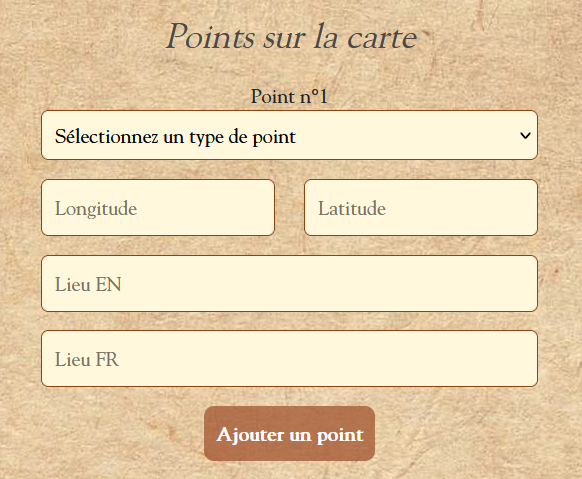 Points sur la carte
Point n°1
Sélectionnez un type de point
Longitude Latitude
Lieu EN
Lieu FR
Ajouter un point